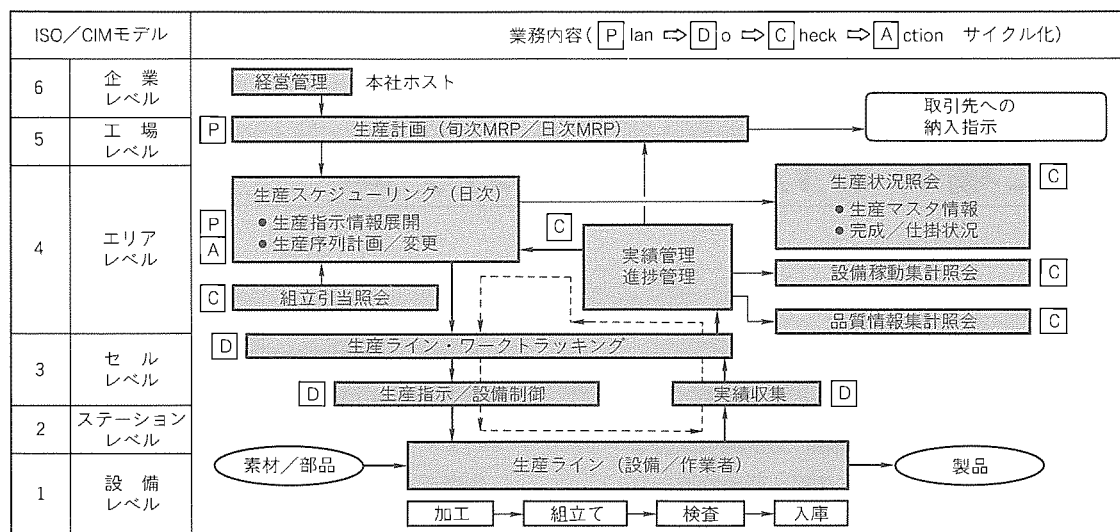 ISO／CIMモデル
業務内容（ P lan ⇨ D o ⇨ C heck ⇨ A ction サイクル化）
6
企業
レベル
経営管理
本社ホスト
取引先への
納入指示
5
工場
レベル
P
生産計画（旬次MRP／日次MRP）
4
エリア
レベル
P
A
生産スケジューリング（日次）
● 生産指示情報展開
● 生産序列計画／変更
C
実績管理
進捗管理
生産状況照会
● 生産マスタ情報
● 完成／仕掛状況
C
設備稼動集計照会
C
C
組立引当照会
品質情報集計照会
C
3
セル
レベル
D
生産ライン・ワークトラッキング
D
生産指示／設備制御
実績収集
D
2
ステーション
レベル
1
設備
レベル
素材／部品
生産ライン（設備／作業者）
製品
加工
組立て
検査
入庫